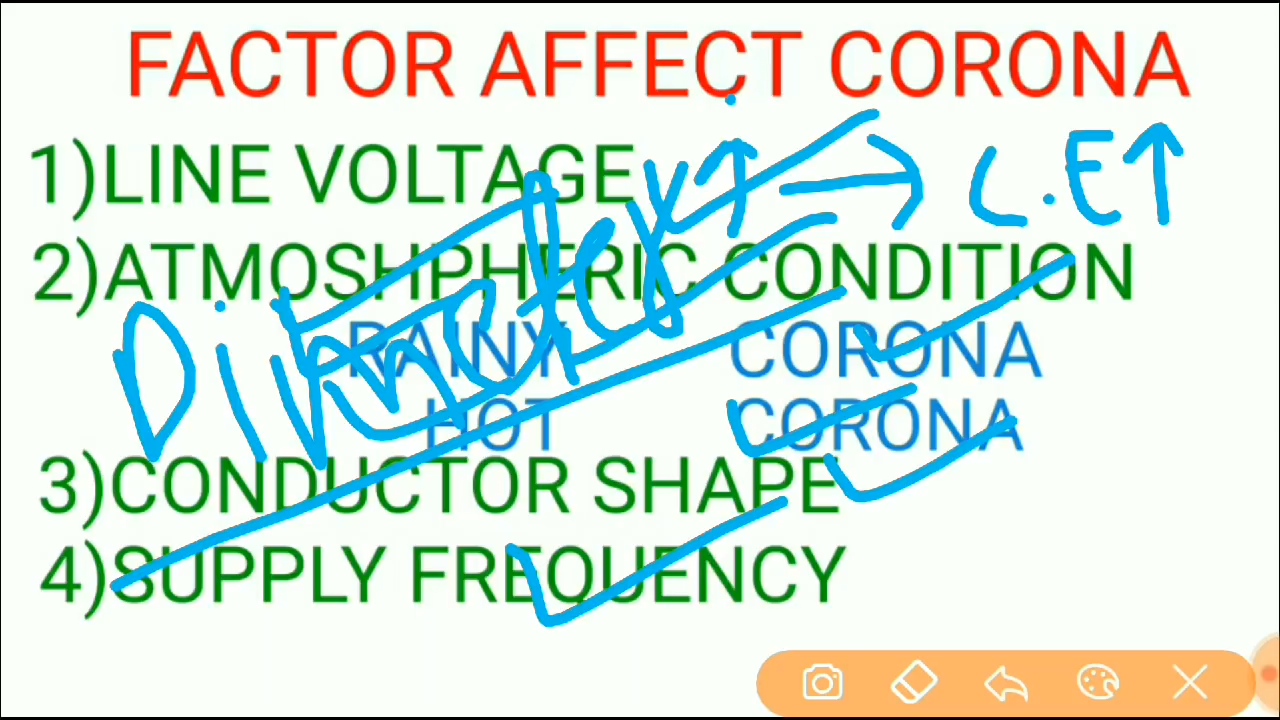 FACTOR AFFECT CORONA
1)LINE VOLTAGE
→ C.E↑
2)ATMOSHPHERIC CONDITION
RAINY CORONA
HOT CORONA
3)CONDUCTOR SHAPE
4)SUPPLY FREQUENCY